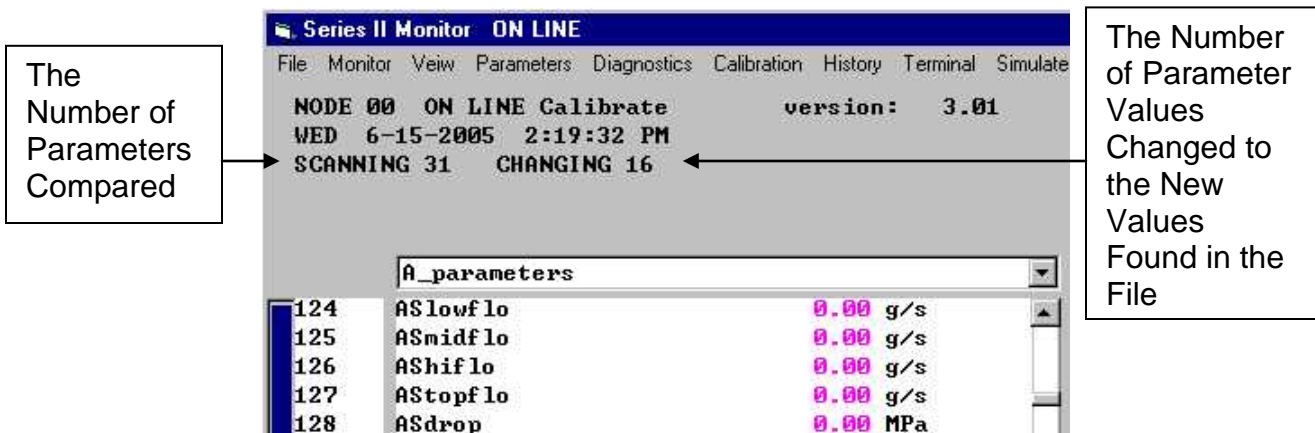 The
Number of
Parameters
Compared
Series II Monitor ON LINE
File Monitor Veiw Parameters Diagnostics Calibration History Terminal Simulate
NODE 00 ON LINE Calibrate version: 3.01
WED 6-15-2005 2:19:32 PM
SCANNING 31 CHANGING 16
A_parameters
124 ASlowflo 0.00 g/s
125 ASmidflo 0.00 g/s
126 AShiflo 0.00 g/s
127 AStopflo 0.00 g/s
128 ASdrop 0.00 MPa
The Number
of Parameter
Values
Changed to
the New
Values
Found in the
File